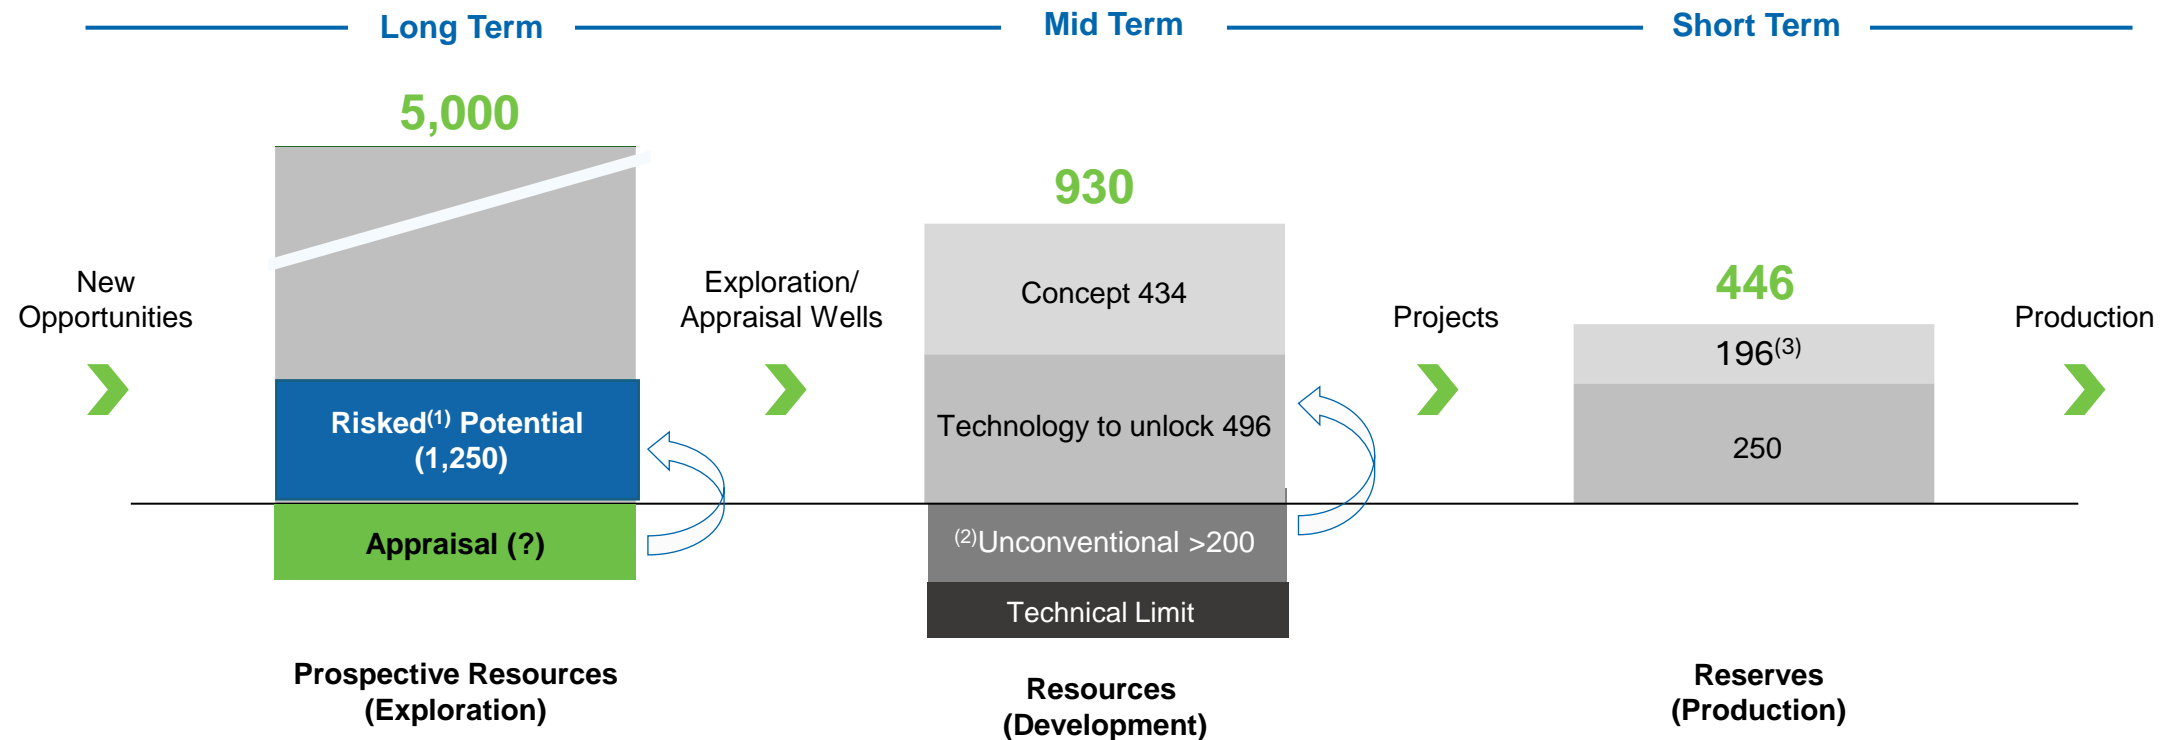 Long Term
Mid Term
Short Term
5,000
930
446
New
Opportunities
Risked(1) Potential
(1,250)
Appraisal (?)
Exploration/
Appraisal Wells
Concept 434
Technology to unlock 496
(2)Unconventional >200
Technical Limit
Projects
196(3)
250
Production
Prospective Resources
(Exploration)
Resources
(Development)
Reserves
(Production)